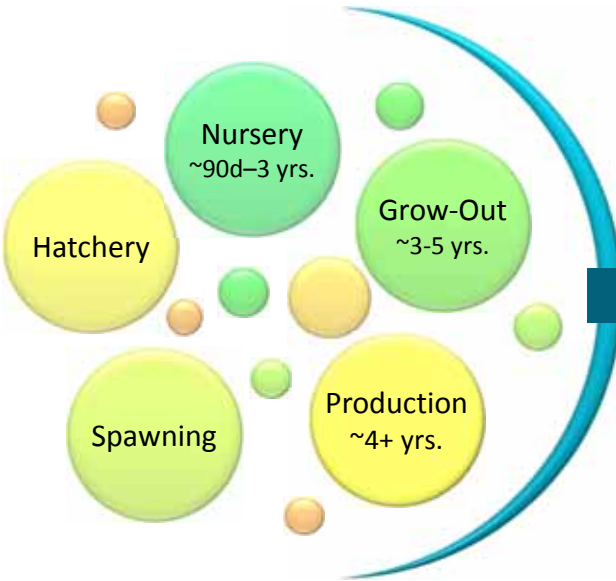 Nursery
~90d–3 yrs.
Grow-Out
~3-5 yrs.
Hatchery
Production
~4+ yrs.
Spawning